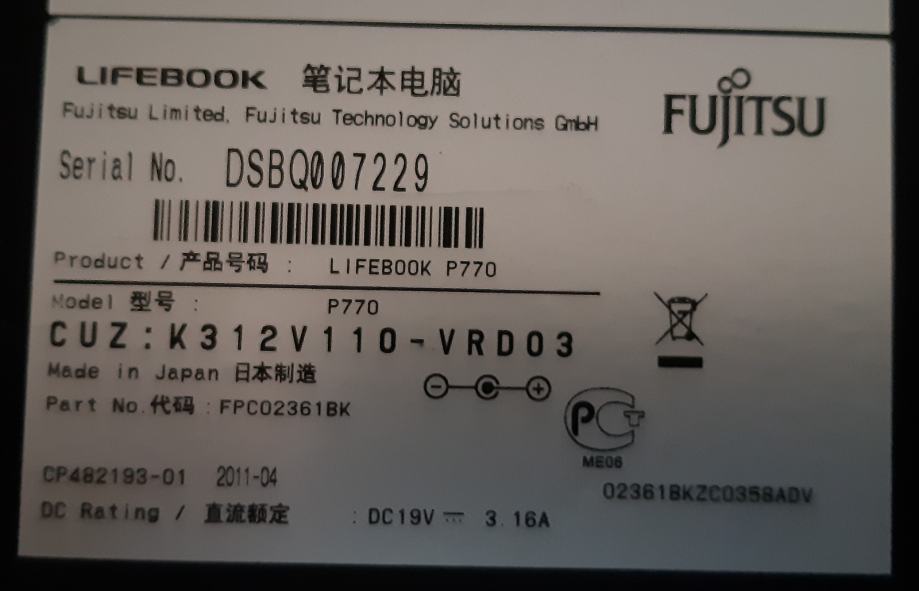 LIFEBOOK 笔记本电脑
FUJITSU
Fujitsu Limited, Fujitsu Technology Solutions GmbH
Serial No. DSBQ007229
Product / 产品号码 : LIFEBOOK P770
Model 型号 : P770
CUZ:K312V110-VRD03
Made in Japan 日本制造
Part No.代码 : FPC02361BK
PCT
ME06
CP482193-01 2011-04
02361BKZC0358ADV
DC Rating / 直流额定 : DC19V ⎓ 3.16A